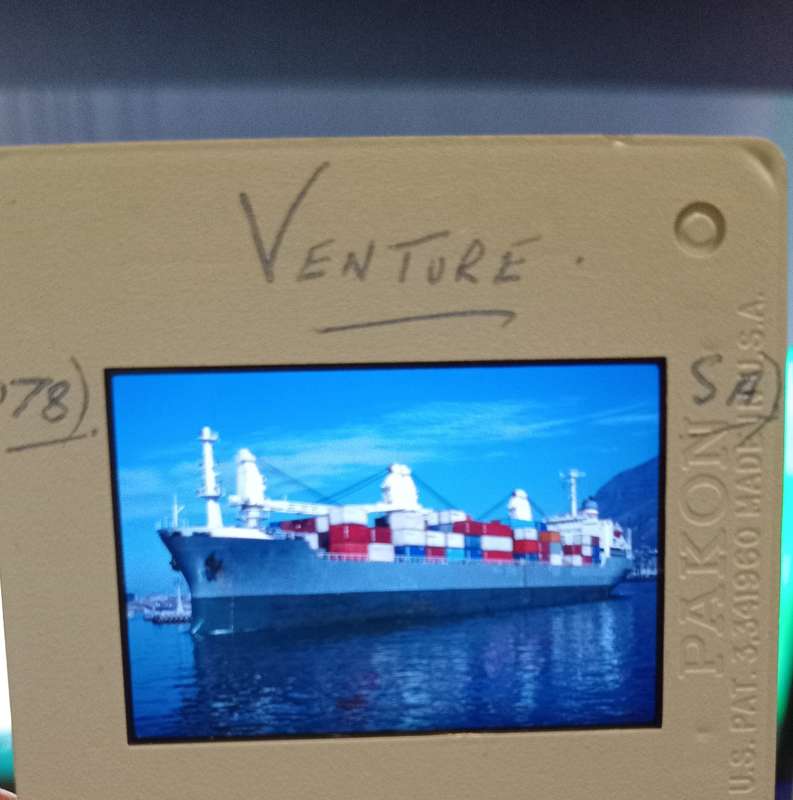 VENTURE.
78)
SA)
PAKON
U.S. PAT. 3341960 MADE IN U.S.A.